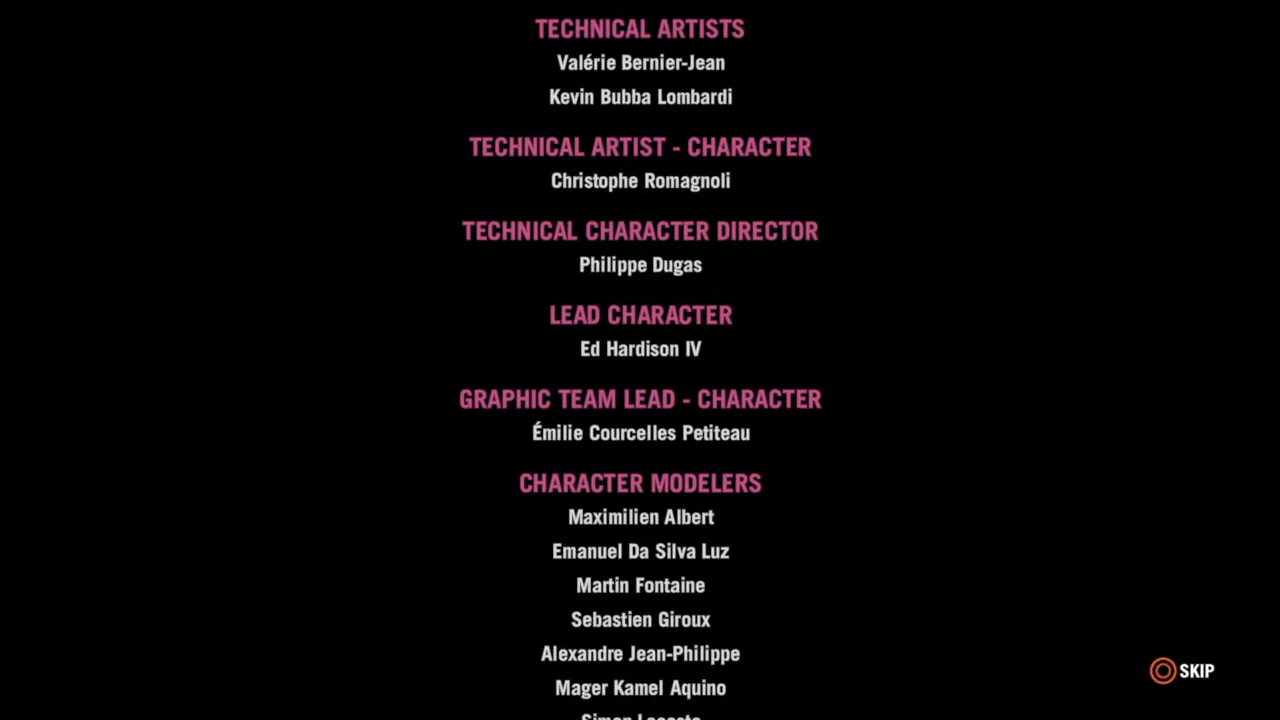 TECHNICAL ARTISTS
Valérie Bernier-Jean
Kevin Bubba Lombardi
TECHNICAL ARTIST - CHARACTER
Christophe Romagnoli
TECHNICAL CHARACTER DIRECTOR
Philippe Dugas
LEAD CHARACTER
Ed Hardison IV
GRAPHIC TEAM LEAD - CHARACTER
Émilie Courcelles Petiteau
CHARACTER MODELERS
Maximilien Albert
Emanuel Da Silva Luz
Martin Fontaine
Sebastien Giroux
Alexandre Jean-Philippe
Mager Kamel Aquino
SKIP